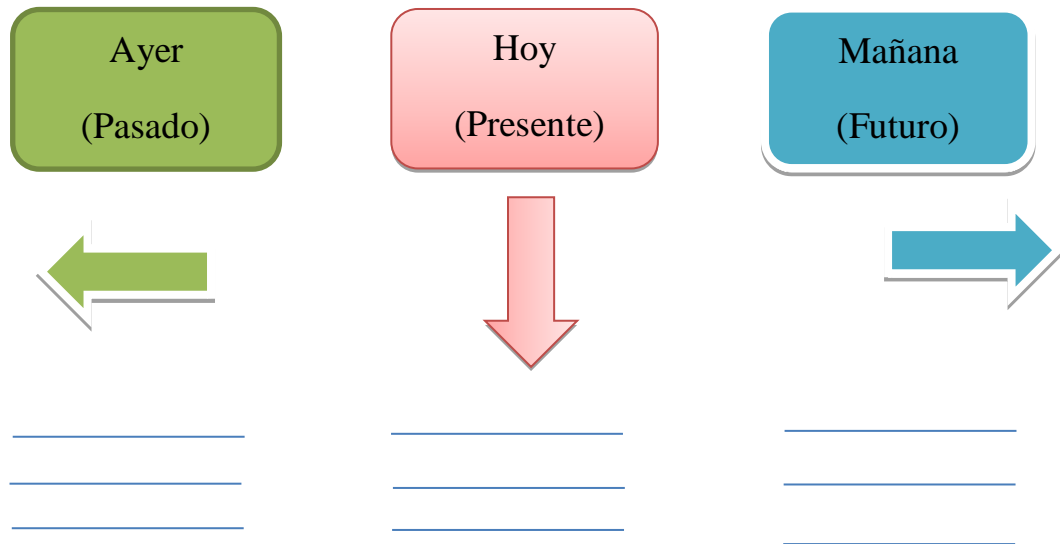 Ayer
(Pasado)
Hoy
(Presente)
Mañana
(Futuro)